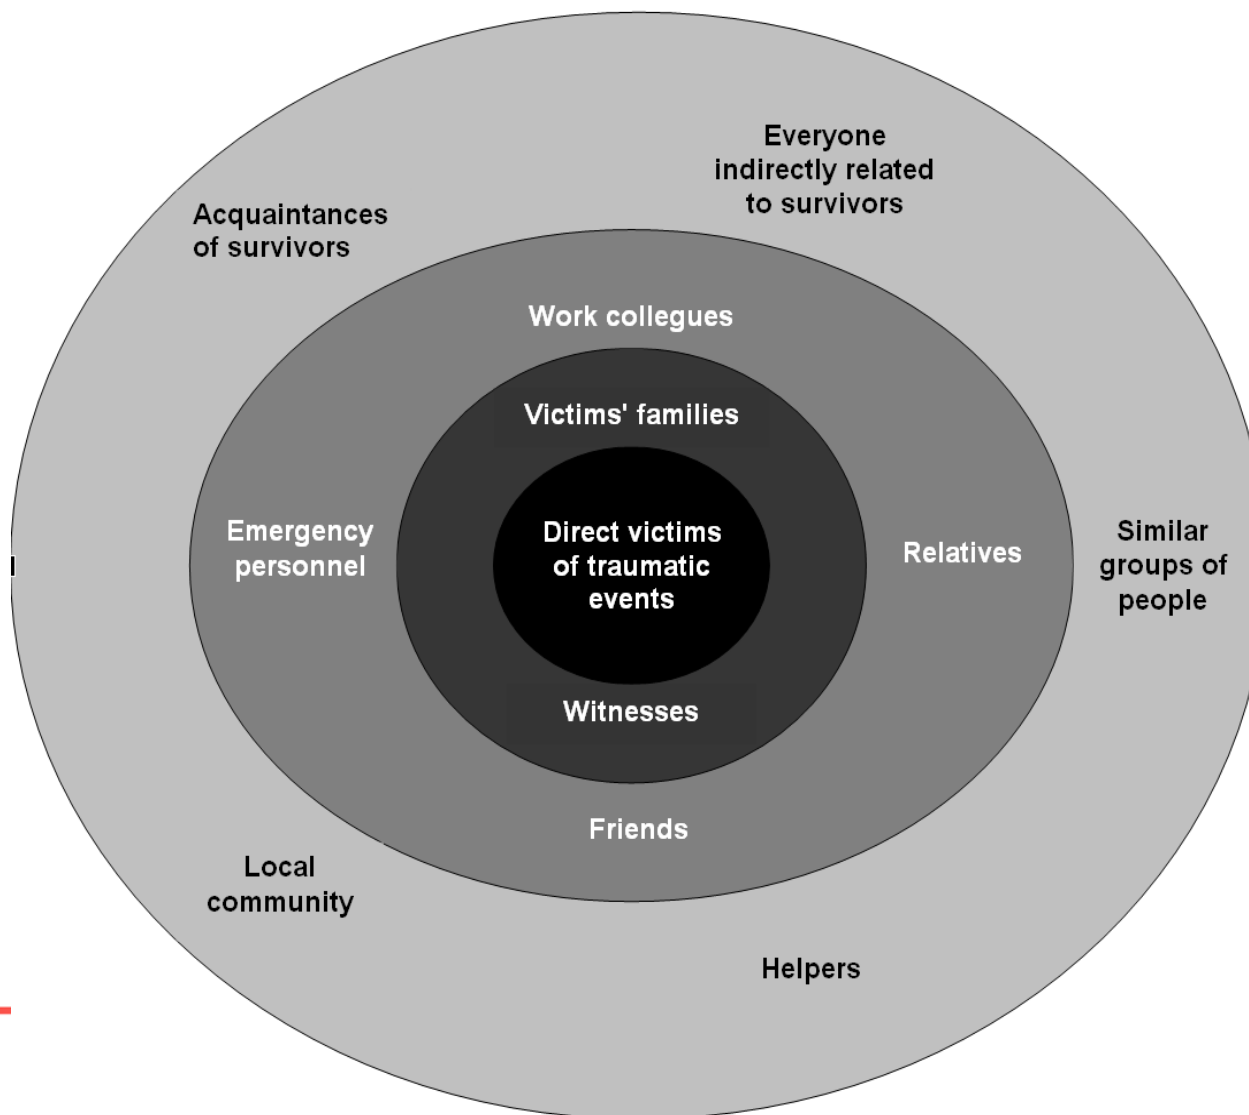 Everyone
indirectly related
to survivors
Acquaintances
of survivors
Work collegues
Victims' families
Emergency
personnel
Direct victims
of traumatic
events
Relatives
Similar
groups of
people
Witnesses
Friends
Local
community
Helpers